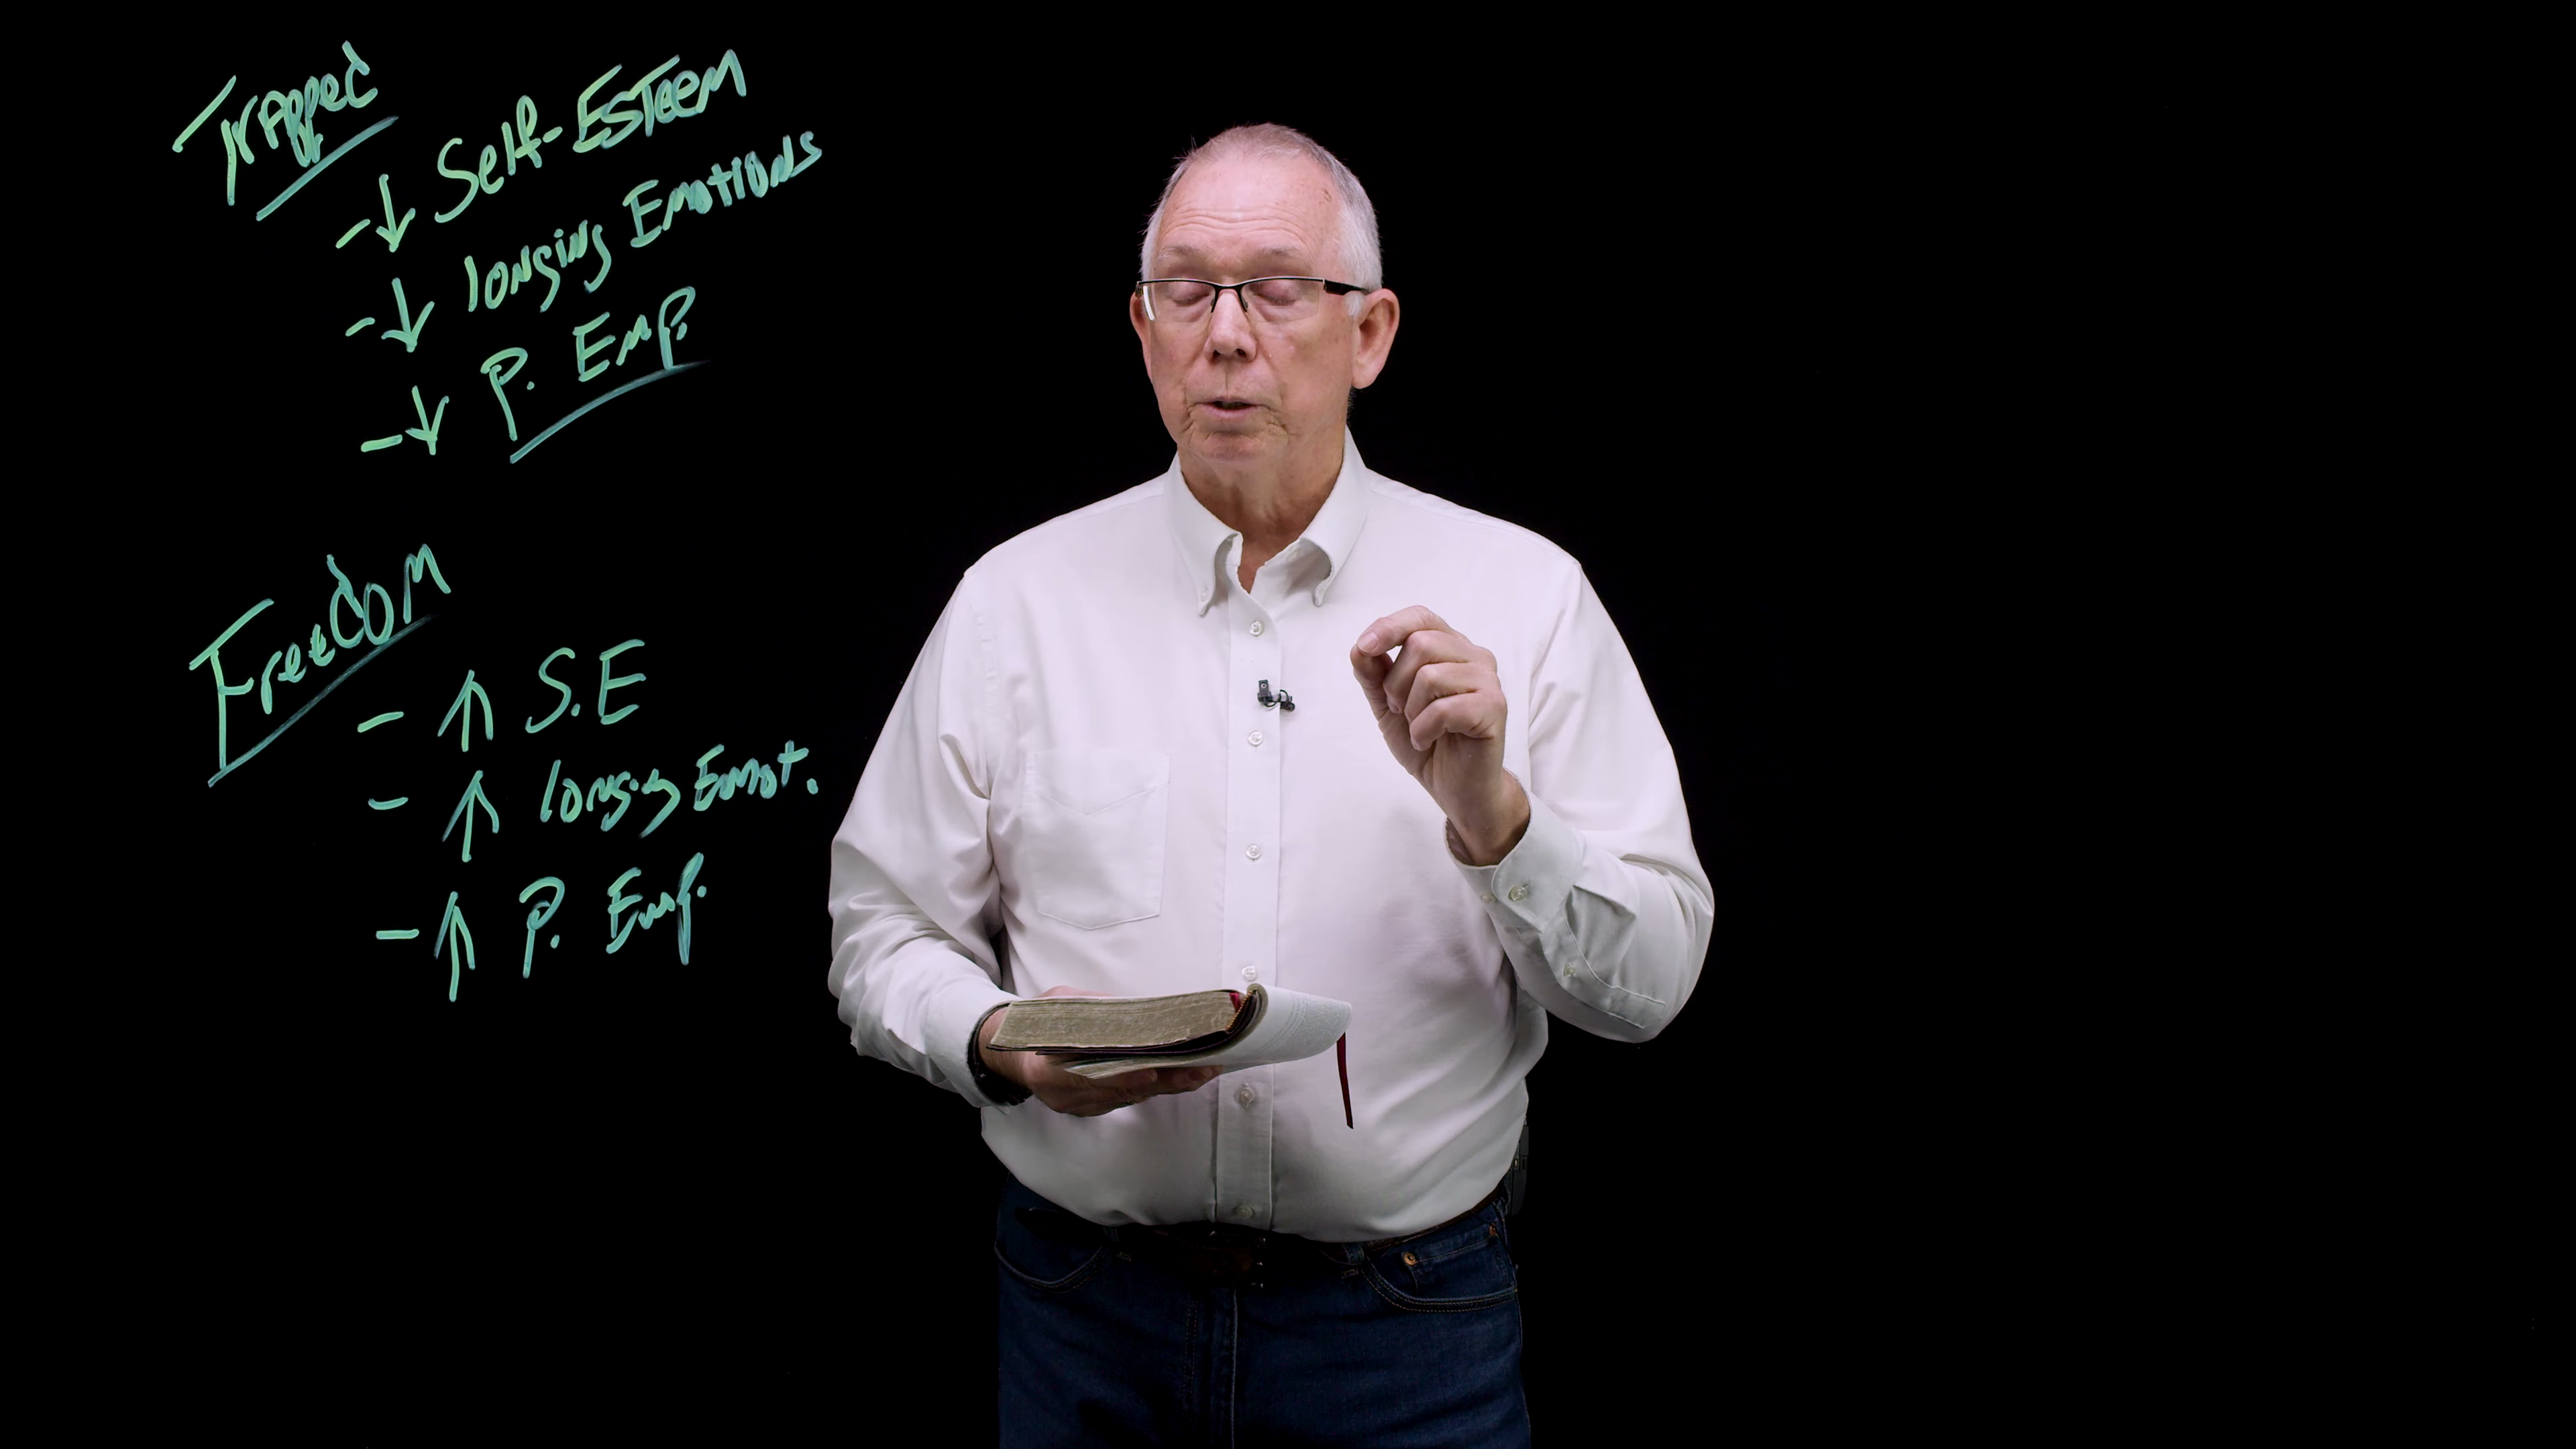 Trapped
- ↓ Self-Esteem
- ↓ longing Emotions
- ↓ P. Emp.
Freedom
- ↑ S.E
- ↑ longing Emot.
- ↑ P. Emp.